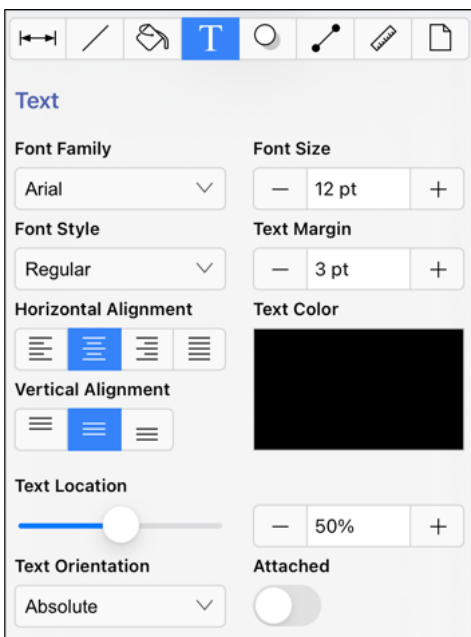 T
Text
Font Family Font Size
Arial 12 pt
Font Style Text Margin
Regular 3 pt
Horizontal Alignment Text Color
Vertical Alignment
Text Location
50%
Text Orientation Attached
Absolute